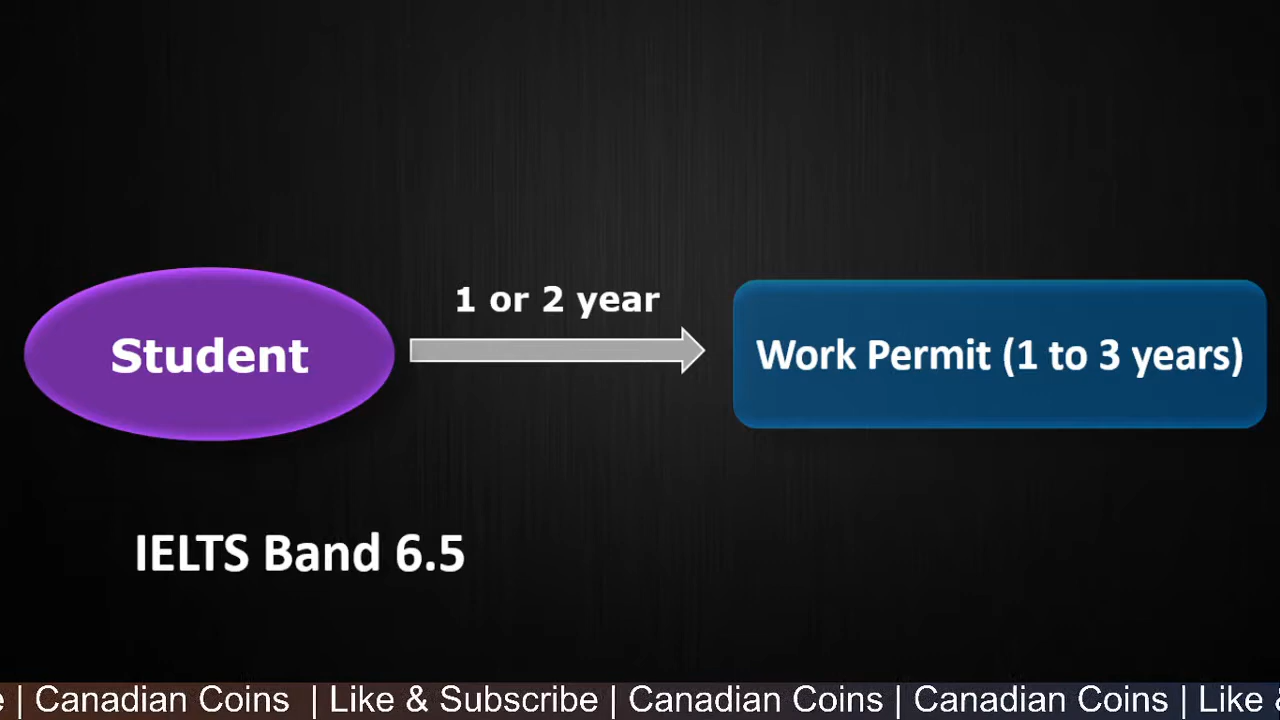 1 or 2 year
Student
Work Permit (1 to 3 years)
IELTS Band 6.5
e | Canadian Coins | Like & Subscribe | Canadian Coins | Canadian Coins | Like &